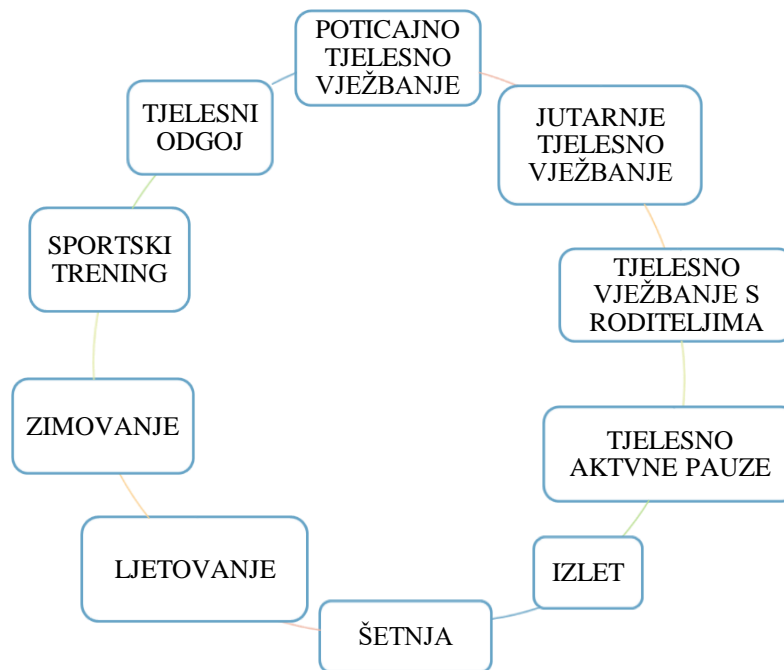 POTICAJNO
TJELESNO
VJEŽBANJE
JUTARNJE
TJELESNO
VJEŽBANJE
TJELESNO
VJEŽBANJE S
RODITELJIMA
TJELESNO
AKTVNE PAUZE
IZLET
ŠETNJA
LJETOVANJE
ZIMOVANJE
SPORTSKI
TRENING
TJELESNI
ODGOJ